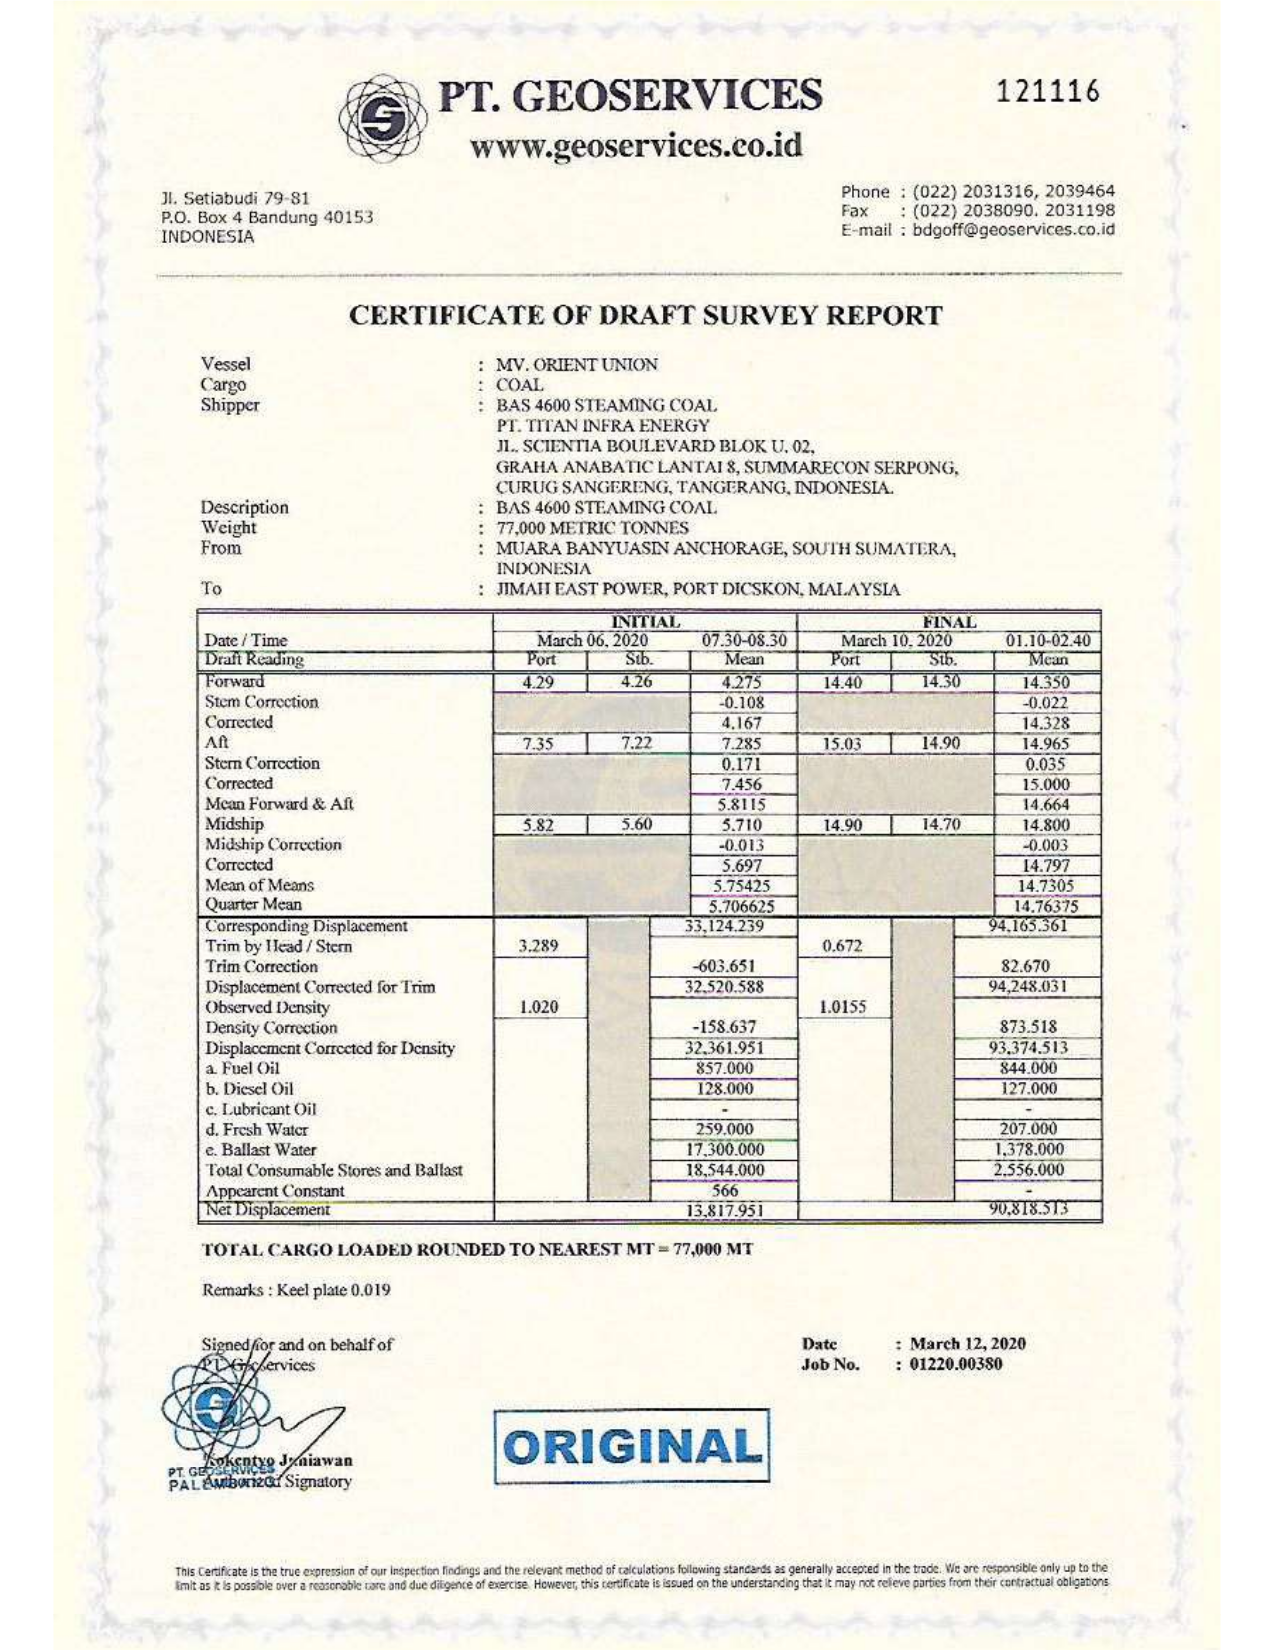 PT. GEOSERVICES
121116
www.geoservices.co.id
Jl. Setiabudi 79-81
P.O. Box 4 Bandung 40153
INDONESIA
Phone : (022) 2031316, 2039464
Fax : (022) 2038090. 2031198
E-mail : bdgoff@geoservices.co.id
CERTIFICATE OF DRAFT SURVEY REPORT
Vessel : MV. ORIENT UNION
Cargo : COAL
Shipper : BAS 4600 STEAMING COAL
PT. TITAN INFRA ENERGY
JL. SCIENTIA BOULEVARD BLOK U. 02,
GRAHA ANABATIC LANTAI 8, SUMMARECON SERPONG,
CURUG SANGERENG, TANGERANG, INDONESIA.
Description : BAS 4600 STEAMING COAL
Weight : 77,000 METRIC TONNES
From : MUARA BANYUASIN ANCHORAGE, SOUTH SUMATERA,
INDONESIA
To : JIMAH EAST POWER, PORT DICSKON, MALAYSIA
INITIAL FINAL
Date / Time March 06, 2020 07.30-08.30 March 10, 2020 01.10-02.40
Draft Reading Port Stb. Mean Port Stb. Mean
Forward 4.29 4.26 4.275 14.40 14.30 14.350
Stem Correction -0.108 -0.022
Corrected 4.167 14.328
Aft 7.35 7.22 7.285 15.03 14.90 14.965
Stern Correction 0.171 0.035
Corrected 7.456 15.000
Mean Forward & Aft 5.8115 14.664
Midship 5.82 5.60 5.710 14.90 14.70 14.800
Midship Correction -0.013 -0.003
Corrected 5.697 14.797
Mean of Means 5.75425 14.7305
Quarter Mean 5.706625 14.76375
Corresponding Displacement 33,124.239 94,165.361
Trim by Head / Stern 3.289 0.672
Trim Correction -603.651 82.670
Displacement Corrected for Trim 32,520.588 94,248.031
Observed Density 1.020 1.0155
Density Correction -158.637 873.518
Displacement Corrected for Density 32,361.951 93,374.513
a. Fuel Oil 857.000 844.000
b. Diesel Oil 128.000 127.000
c. Lubricant Oil - -
d. Fresh Water 259.000 207.000
e. Ballast Water 17,300.000 1,378.000
Total Consumable Stores and Ballast 18,544.000 2,556.000
Appearent Constant 566 -
Net Displacement 13,817.951 90,818.513
TOTAL CARGO LOADED ROUNDED TO NEAREST MT = 77,000 MT
Remarks : Keel plate 0.019
Signed for and on behalf of
PT. Geoservices
Date : March 12, 2020
Job No. : 01220.00380
ORIGINAL
PT. GEOSERVICES
PALEMBANG
Authorized Signatory
This Certificate is the true expression of our inspection findings and the relevant method of calculations following standards as generally accepted in the trade. We are responsible only up to the
limit as it is possible over a reasonable care and due diligence of exercise. However, this certificate is issued on the understanding that it may not relieve parties from their contractual obligations